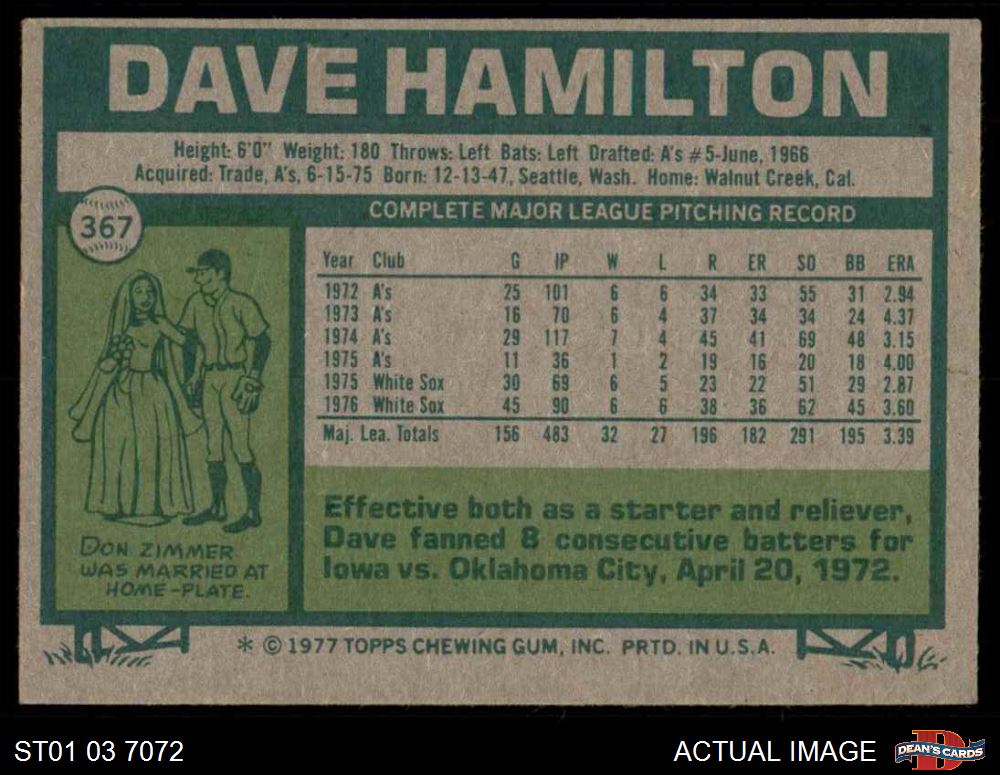 DAVE HAMILTON
Height: 6'0" Weight: 180 Throws: Left Bats: Left Drafted: A's #5-June, 1966
Acquired: Trade, A's, 6-15-75 Born: 12-13-47, Seattle, Wash. Home: Walnut Creek, Cal.
367
COMPLETE MAJOR LEAGUE PITCHING RECORD
Year Club G IP W L R ER SO BB ERA
1972 A's 25 101 6 6 34 33 55 31 2.94
1973 A's 16 70 6 4 37 34 34 24 4.37
1974 A's 29 117 7 4 45 41 69 48 3.15
1975 A's 11 36 1 2 19 16 20 18 4.00
1975 White Sox 30 69 6 5 23 22 51 29 2.87
1976 White Sox 45 90 6 6 38 36 62 45 3.60
Maj. Lea. Totals 156 483 32 27 196 182 291 195 3.39
DON ZIMMER
WAS MARRIED AT
HOME-PLATE.
Effective both as a starter and reliever,
Dave fanned 8 consecutive batters for
Iowa vs. Oklahoma City, April 20, 1972.
* © 1977 TOPPS CHEWING GUM, INC. PRTD. IN U.S.A.
ST01 03 7072
ACTUAL IMAGE
D
DEAN'S CARDS